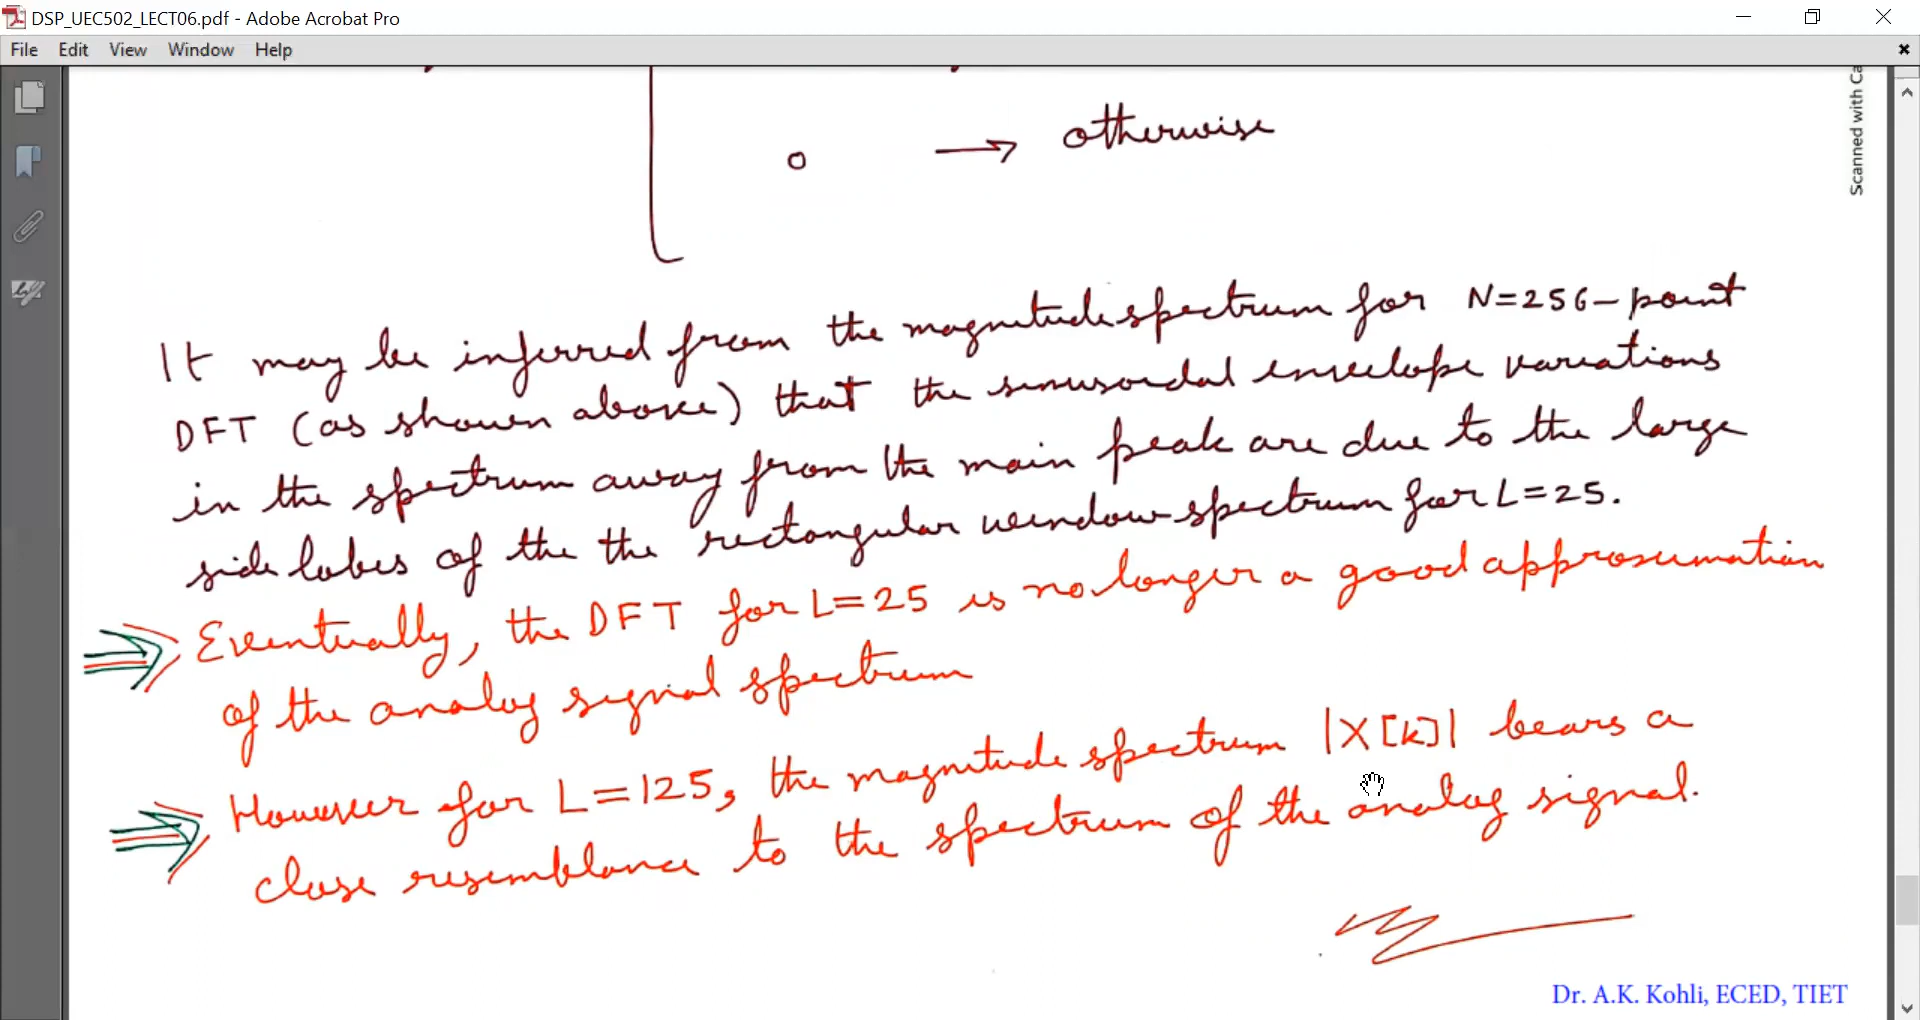 DSP_UEC502_LECT06.pdf - Adobe Acrobat Pro
File Edit View Window Help
Scanned with Ca
0 → otherwise
It may be inferred from the magnitude spectrum for N=256-point
DFT (as shown above) that the sinusoidal envelope variations
in the spectrum away from the main peak are due to the large
side lobes of the the rectangular window spectrum for L=25.
Eventually, the DFT for L=25 is no longer a good approximation
of the analog signal spectrum
However for L=125, the magnitude spectrum |X[k]| bears a
close resemblance to the spectrum of the analog signal.
Dr. A.K. Kohli, ECED, TIET